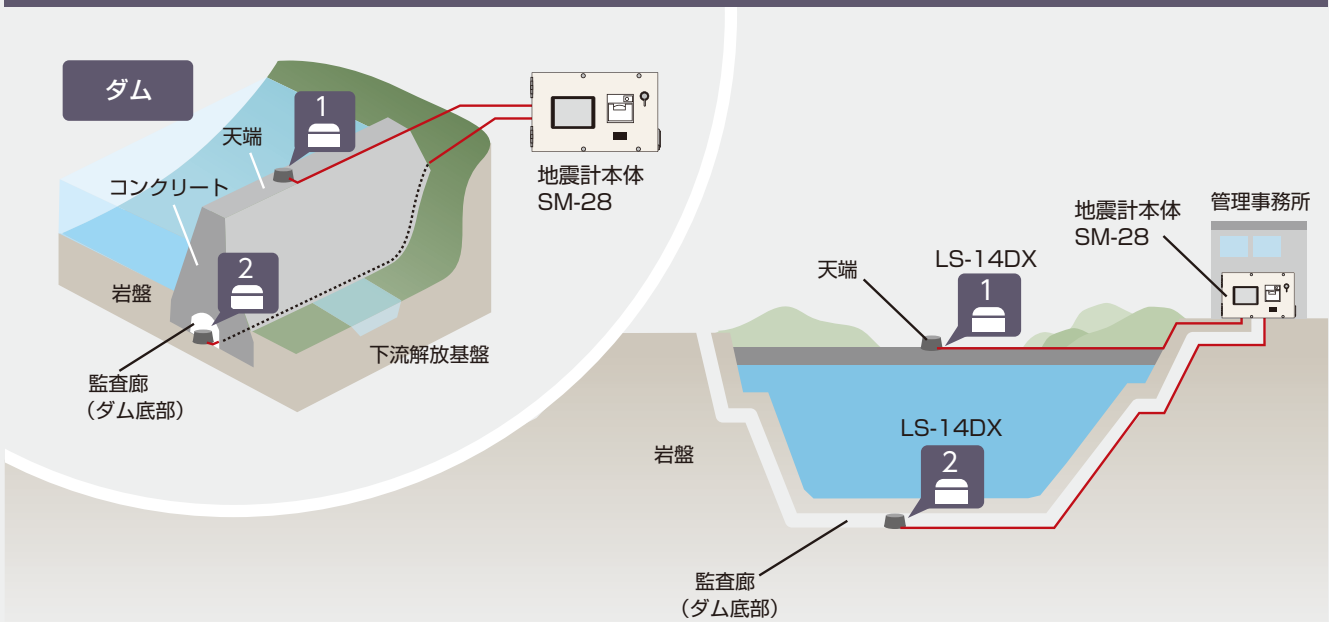 ダム
1
天端
コンクリート
2
岩盤
監査廊
（ダム底部）
下流解放基盤
地震計本体
SM-28
管理事務所
地震計本体
SM-28
天端
LS-14DX
1
LS-14DX
2
岩盤
監査廊
（ダム底部）